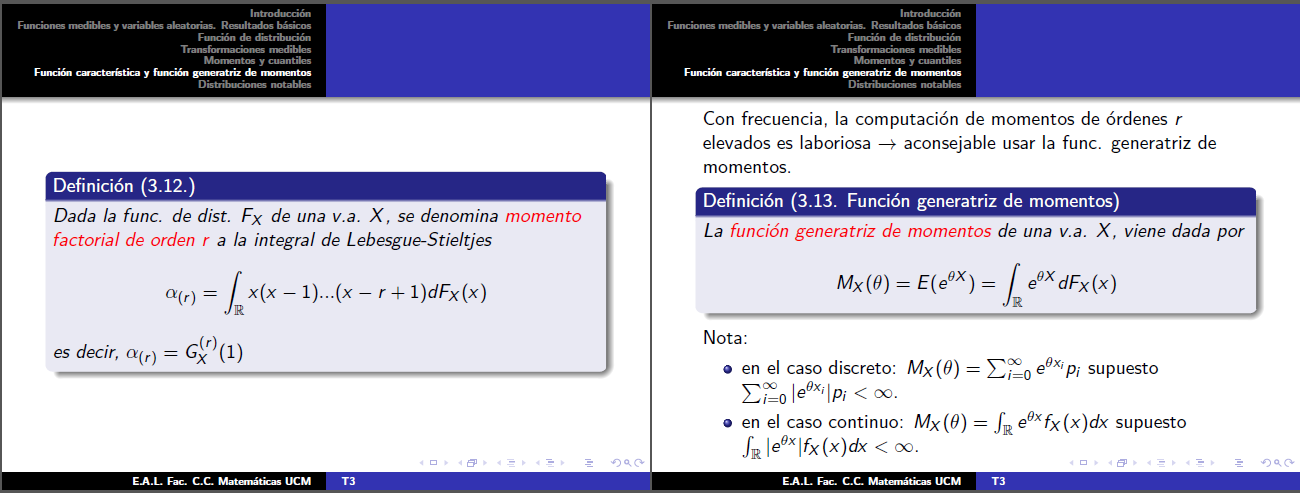 Introducción
Funciones medibles y variables aleatorias. Resultados básicos
Función de distribución
Transformaciones medibles
Momentos y cuantiles
Función característica y función generatriz de momentos
Distribuciones notables
Definición (3.12.)
Dada la func. de dist. F_X de una v.a. X, se denomina momento
factorial de orden r a la integral de Lebesgue-Stieltjes
α_(r) = ∫_ℝ x(x − 1)...(x − r + 1)dF_X(x)
es decir, α_(r) = G_X^(r)(1)
E.A.L. Fac. C.C. Matemáticas UCM T3
Introducción
Funciones medibles y variables aleatorias. Resultados básicos
Función de distribución
Transformaciones medibles
Momentos y cuantiles
Función característica y función generatriz de momentos
Distribuciones notables
Con frecuencia, la computación de momentos de órdenes r
elevados es laboriosa → aconsejable usar la func. generatriz de
momentos.
Definición (3.13. Función generatriz de momentos)
La función generatriz de momentos de una v.a. X, viene dada por
M_X(θ) = E(e^{θX}) = ∫_ℝ e^{θX} dF_X(x)
Nota:
en el caso discreto: M_X(θ) = ∑_{i=0}^∞ e^{θx_i} p_i supuesto
∑_{i=0}^∞ |e^{θx_i}|p_i < ∞.
en el caso continuo: M_X(θ) = ∫_ℝ e^{θx} f_X(x)dx supuesto
∫_ℝ |e^{θx}|f_X(x)dx < ∞.
E.A.L. Fac. C.C. Matemáticas UCM T3